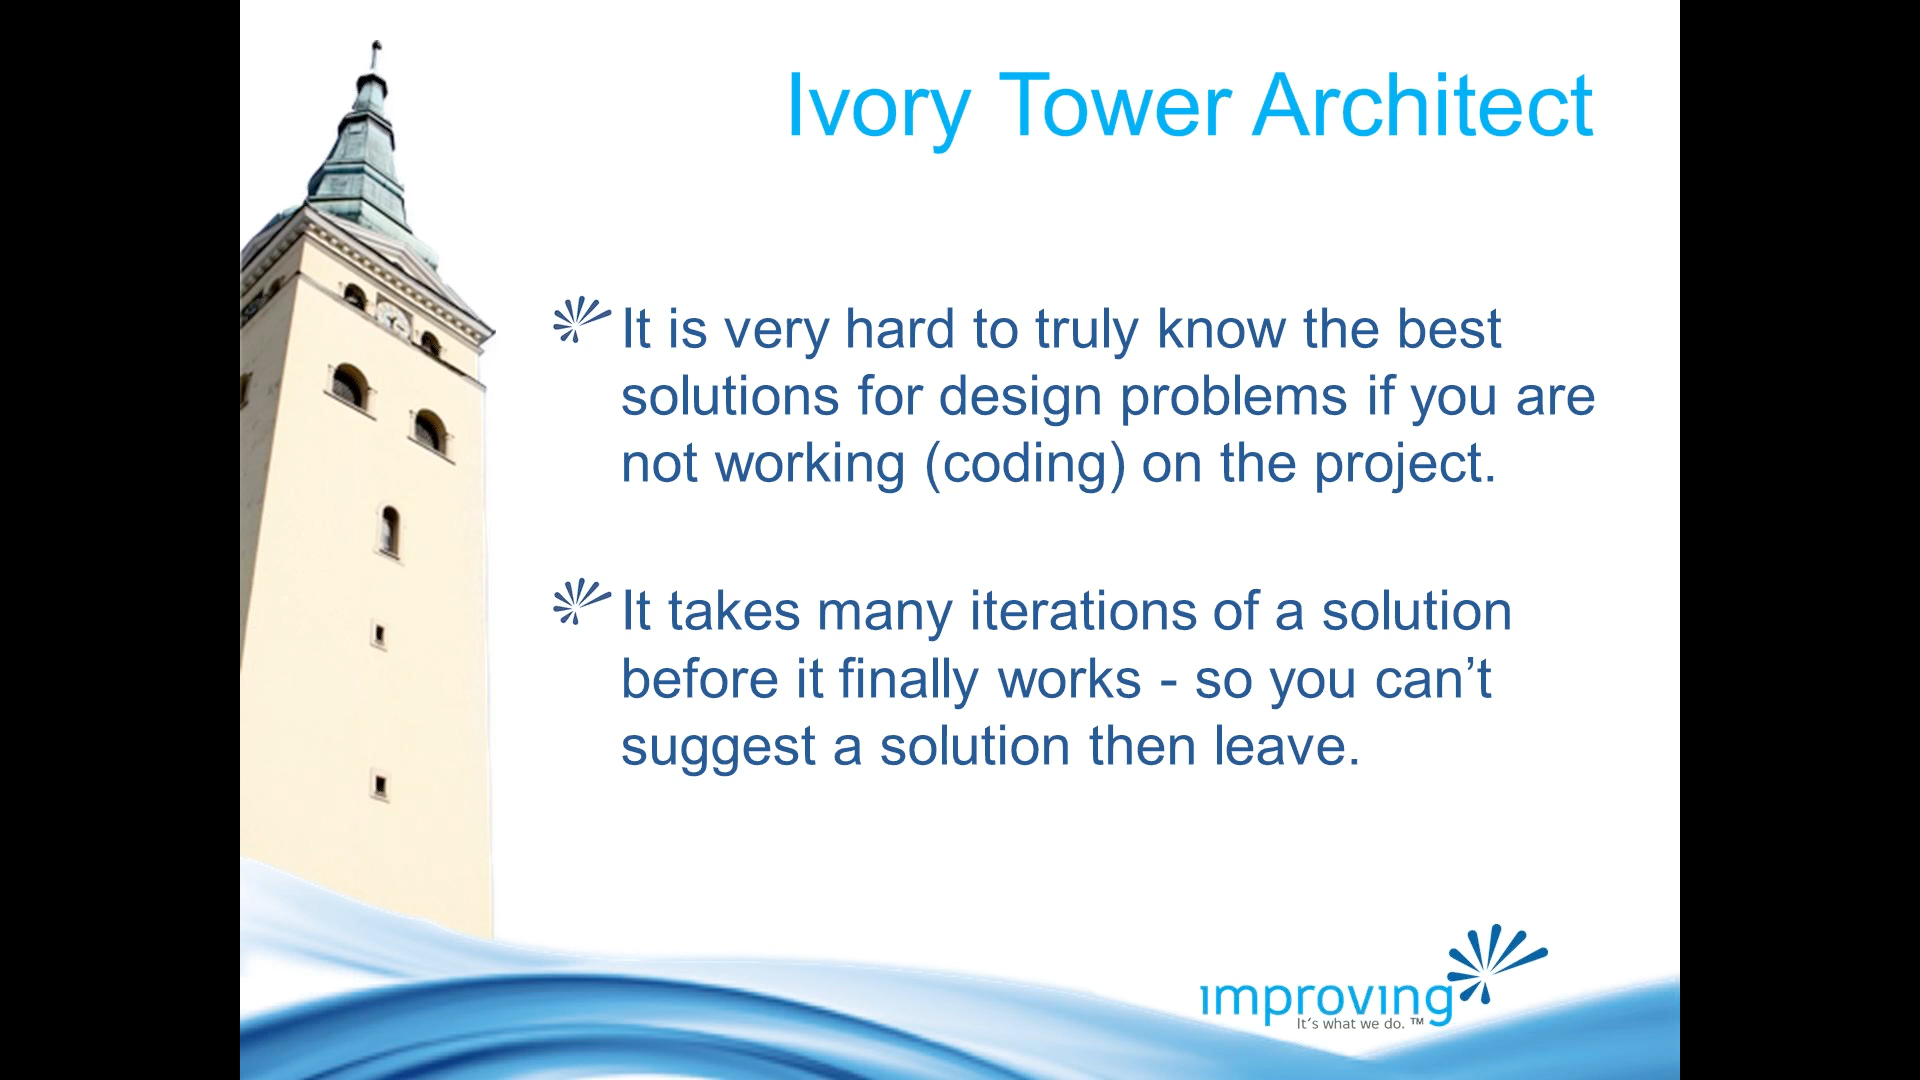 Ivory Tower Architect
It is very hard to truly know the best
solutions for design problems if you are
not working (coding) on the project.
It takes many iterations of a solution
before it finally works - so you can’t
suggest a solution then leave.
improving
It’s what we do. ™